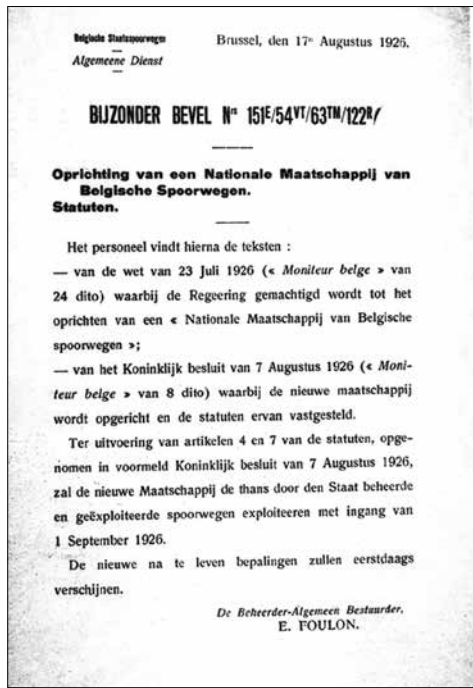 Belgische Staatsspoorwegen
Algemeene Dienst
Brussel, den 17ⁿ Augustus 1926.
BIJZONDER BEVEL Nʳˢ 151ᴱ/54ⱽᵀ/63ᵀᴹ/122ᴿ/
Oprichting van een Nationale Maatschappij van
Belgische Spoorwegen.
Statuten.
Het personeel vindt hierna de teksten :
— van de wet van 23 Juli 1926 (« Moniteur belge » van
24 dito) waarbij de Regeering gemachtigd wordt tot het
oprichten van een « Nationale Maatschappij van Belgische
spoorwegen »;
— van het Koninklijk besluit van 7 Augustus 1926 (« Moni-
teur belge » van 8 dito) waarbij de nieuwe maatschappij
wordt opgericht en de statuten ervan vastgesteld.
Ter uitvoering van artikelen 4 en 7 van de statuten, opge-
nomen in voormeld Koninklijk besluit van 7 Augustus 1926,
zal de nieuwe Maatschappij de thans door den Staat beheerde
en geëxploiteerde spoorwegen exploiteeren met ingang van
1 September 1926.
De nieuwe na te leven bepalingen zullen eerstdaags
verschijnen.
De Beheerder-Algemeen Bestuurder,
E. FOULON.